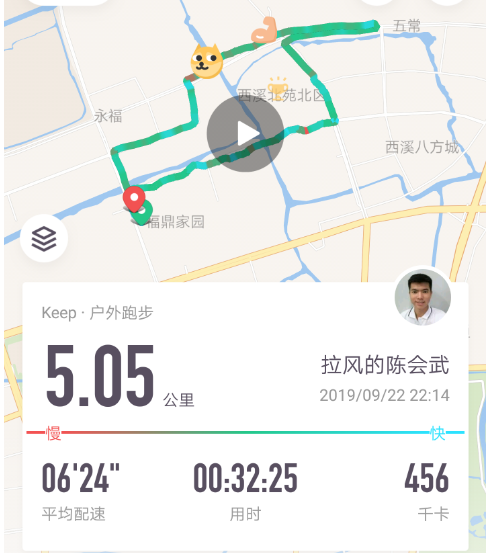 五常
西溪北苑北区
永福
西溪八方城
福鼎家园
Keep · 户外跑步
5.05 公里
拉风的陈会武
2019/09/22 22:14
慢 快
06'24" 00:32:25 456
平均配速 用时 千卡